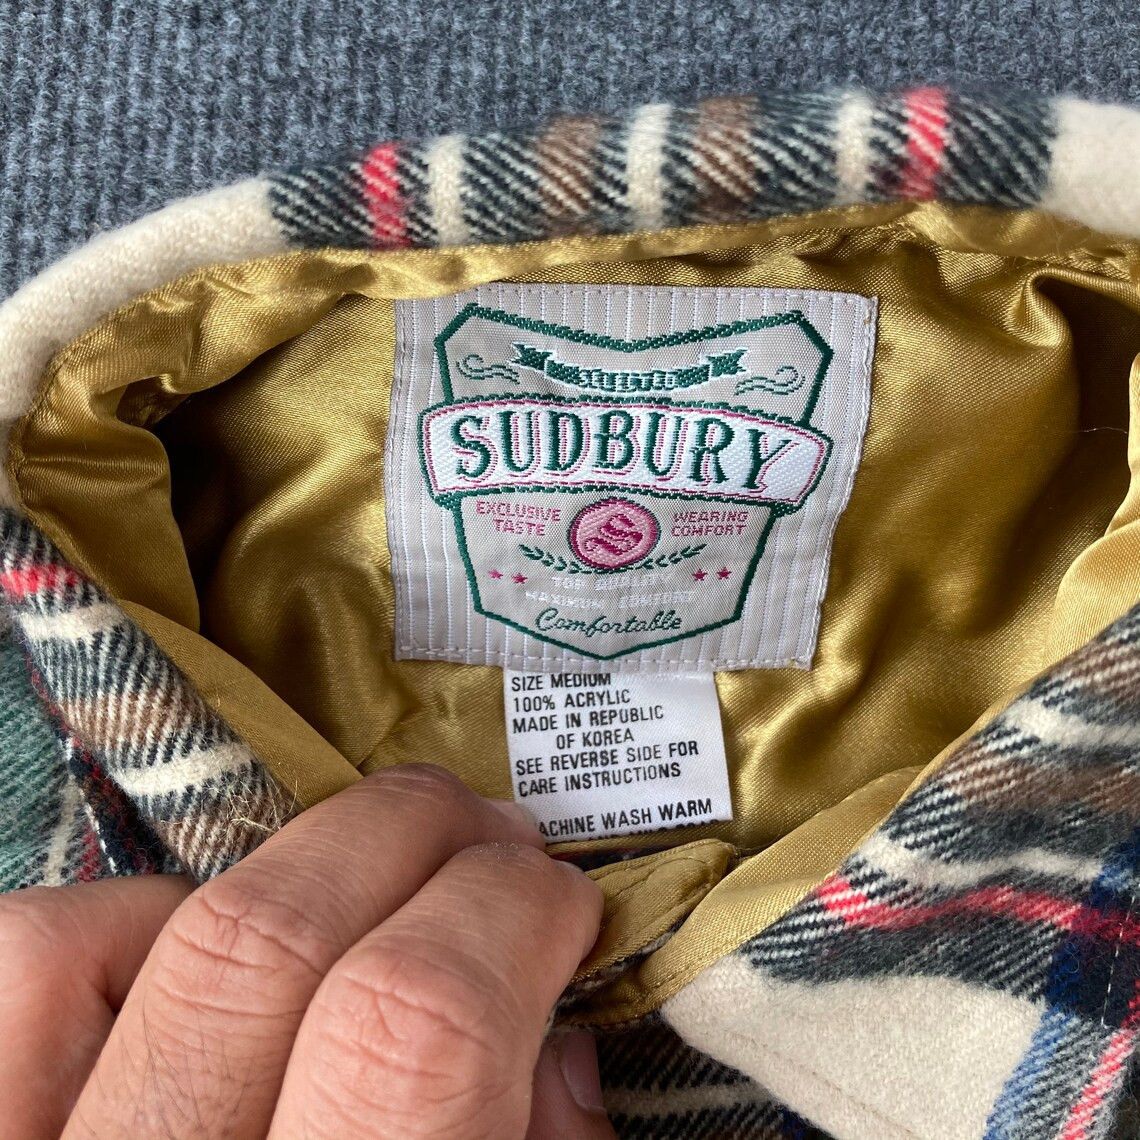 SUDBURY
EXCLUSIVE TASTE
WEARING COMFORT
S
TOP QUALITY
MAXIMUM COMFORT
Comfortable
SIZE MEDIUM
100% ACRYLIC
MADE IN REPUBLIC
OF KOREA
SEE REVERSE SIDE FOR
CARE INSTRUCTIONS
ACHINE WASH WARM